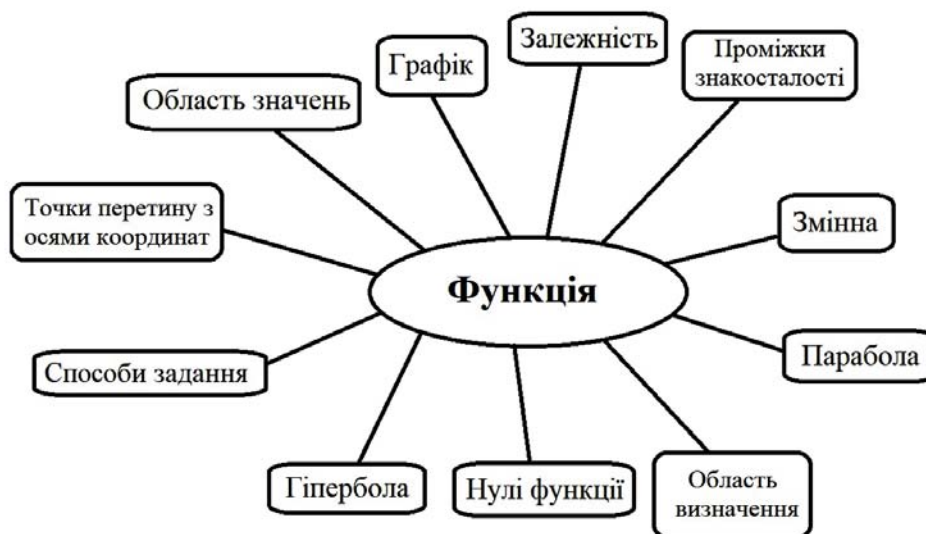 Залежність
Графік
Проміжки
знакосталості
Область значень
Точки перетину з
осями координат
Змінна
Функція
Парабола
Способи задання
Гіпербола
Нулі функції
Область
визначення